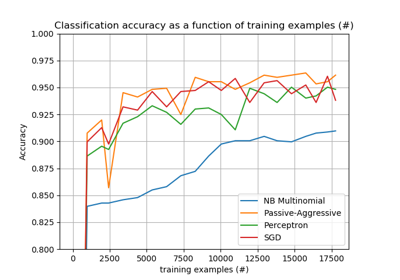 Classification accuracy as a function of training examples (#)
1.000
0.975
0.950
0.925
0.900
0.875
0.850
0.825
0.800
Accuracy
0 2500 5000 7500 10000 12500 15000 17500
training examples (#)
NB Multinomial
Passive-Aggressive
Perceptron
SGD